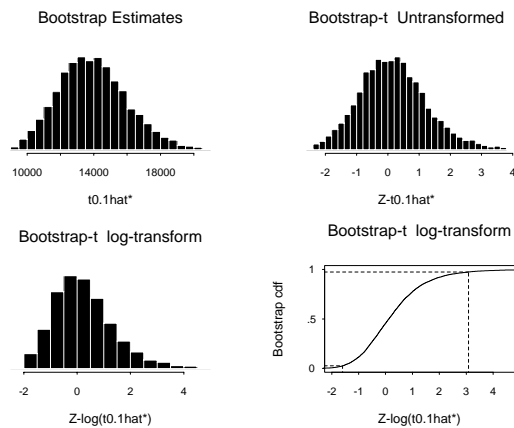 Bootstrap Estimates
10000 14000 18000
t0.1hat*
Bootstrap-t Untransformed
-2 -1 0 1 2 3 4
Z-t0.1hat*
Bootstrap-t log-transform
-2 0 2 4
Z-log(t0.1hat*)
Bootstrap-t log-transform
Bootstrap cdf
1
.5
0
-2 -1 0 1 2 3 4
Z-log(t0.1hat*)